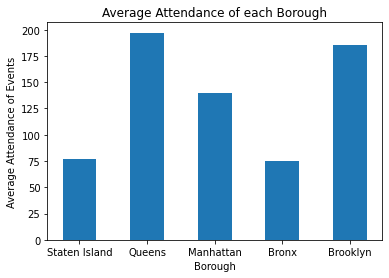 Average Attendance of each Borough
Average Attendance of Events
200
175
150
125
100
75
50
25
0
Staten Island Queens Manhattan Bronx Brooklyn
Borough